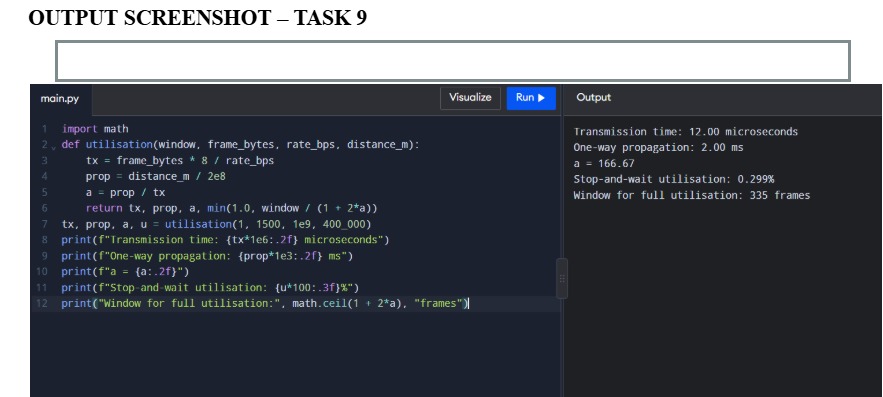 OUTPUT SCREENSHOT – TASK 9
main.py
Visualize
Run
Output
1 import math
2 def utilisation(window, frame_bytes, rate_bps, distance_m):
3 tx = frame_bytes * 8 / rate_bps
4 prop = distance_m / 2e8
5 a = prop / tx
6 return tx, prop, a, min(1.0, window / (1 + 2*a))
7 tx, prop, a, u = utilisation(1, 1500, 1e9, 400_000)
8 print(f"Transmission time: {tx*1e6:.2f} microseconds")
9 print(f"One-way propagation: {prop*1e3:.2f} ms")
10 print(f"a = {a:.2f}")
11 print(f"Stop-and-wait utilisation: {u*100:.3f}%")
12 print("Window for full utilisation:", math.ceil(1 + 2*a), "frames")
Transmission time: 12.00 microseconds
One-way propagation: 2.00 ms
a = 166.67
Stop-and-wait utilisation: 0.299%
Window for full utilisation: 335 frames